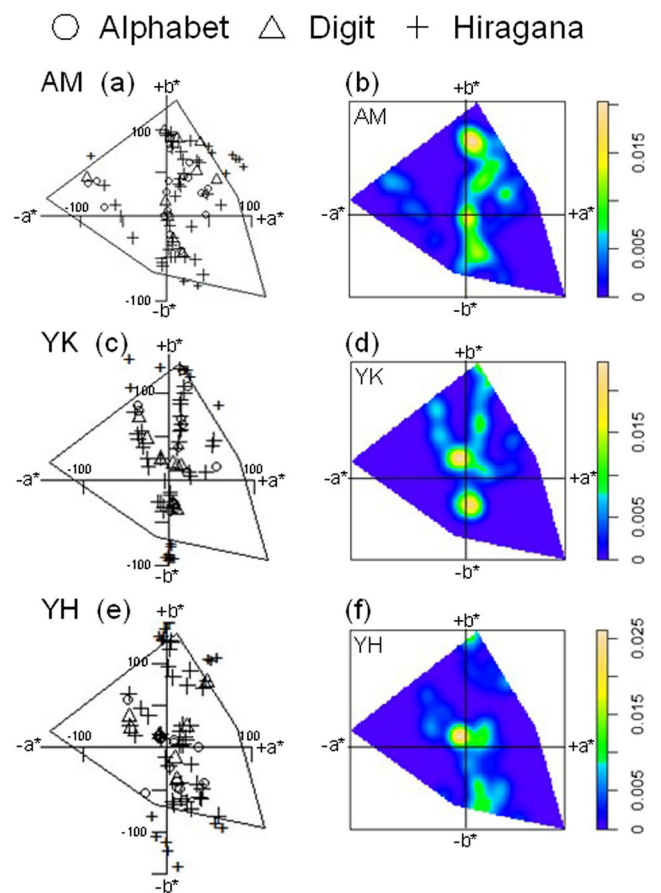 ○ Alphabet △ Digit + Hiragana
AM (a) (b)
+b*
100
-a* -100 100 +a*
-100
-b*
+b*
AM
-a* +a*
-b*
0 0.005 0.015
YK (c) (d)
+b*
100
-a* -100 100 +a*
-100
-b*
+b*
YK
-a* +a*
-b*
0 0.005 0.015
YH (e) (f)
+b*
100
-a* -100 100 +a*
-100
-b*
+b*
YH
-a* +a*
-b*
0 0.005 0.015 0.025